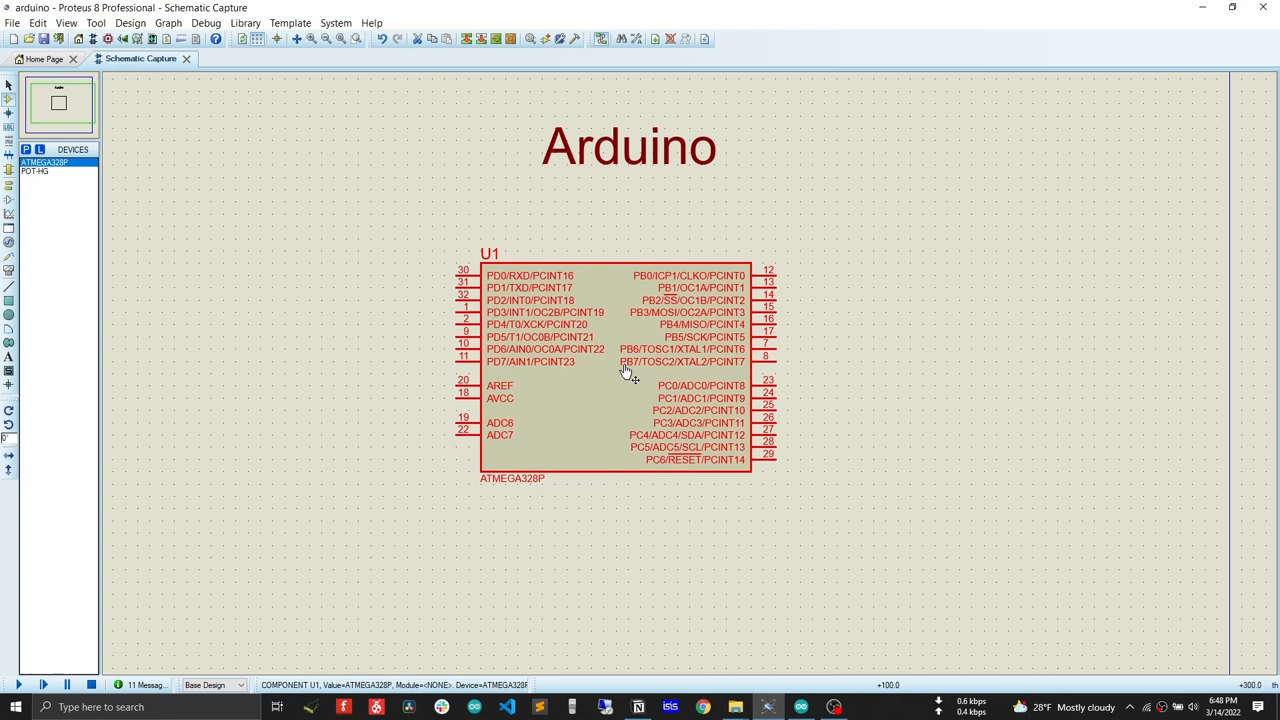 arduino - Proteus 8 Professional - Schematic Capture
File Edit View Tool Design Graph Debug Library Template System Help
Home Page Schematic Capture
P L DEVICES
ATMEGA328P
POT-HG
Arduino
U1
30 PD0/RXD/PCINT16 PB0/ICP1/CLKO/PCINT0 12
31 PD1/TXD/PCINT17 PB1/OC1A/PCINT1 13
32 PD2/INT0/PCINT18 PB2/SS/OC1B/PCINT2 14
1 PD3/INT1/OC2B/PCINT19 PB3/MOSI/OC2A/PCINT3 15
2 PD4/T0/XCK/PCINT20 PB4/MISO/PCINT4 16
9 PD5/T1/OC0B/PCINT21 PB5/SCK/PCINT5 17
10 PD6/AIN0/OC0A/PCINT22 PB6/TOSC1/XTAL1/PCINT6 7
11 PD7/AIN1/PCINT23 PB7/TOSC2/XTAL2/PCINT7 8
20 AREF PC0/ADC0/PCINT8 23
18 AVCC PC1/ADC1/PCINT9 24
PC2/ADC2/PCINT10 25
19 ADC6 PC3/ADC3/PCINT11 26
22 ADC7 PC4/ADC4/SDA/PCINT12 27
PC5/ADC5/SCL/PCINT13 28
PC6/RESET/PCINT14 29
ATMEGA328P
11 Messag... Base Design COMPONENT U1, Value=ATMEGA328P, Module=<NONE>. Device=ATMEGA328P +100.0 +300.0 th
Type here to search 0.6 kbps 0.4 kbps 28°F Mostly cloudy 6:48 PM 3/14/2022